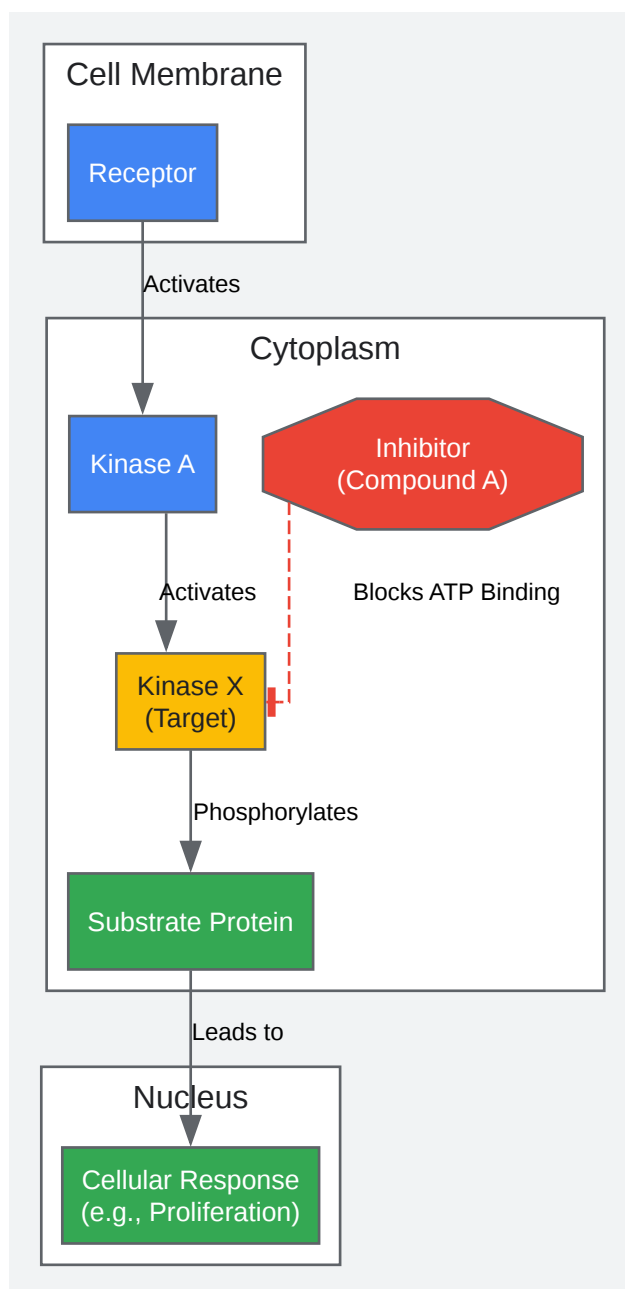 Cell Membrane
Receptor
Activates
Cytoplasm
Kinase A
Inhibitor
(Compound A)
Activates
Blocks ATP Binding
Kinase X
(Target)
Phosphorylates
Substrate Protein
Leads to
Nucleus
Cellular Response
(e.g., Proliferation)